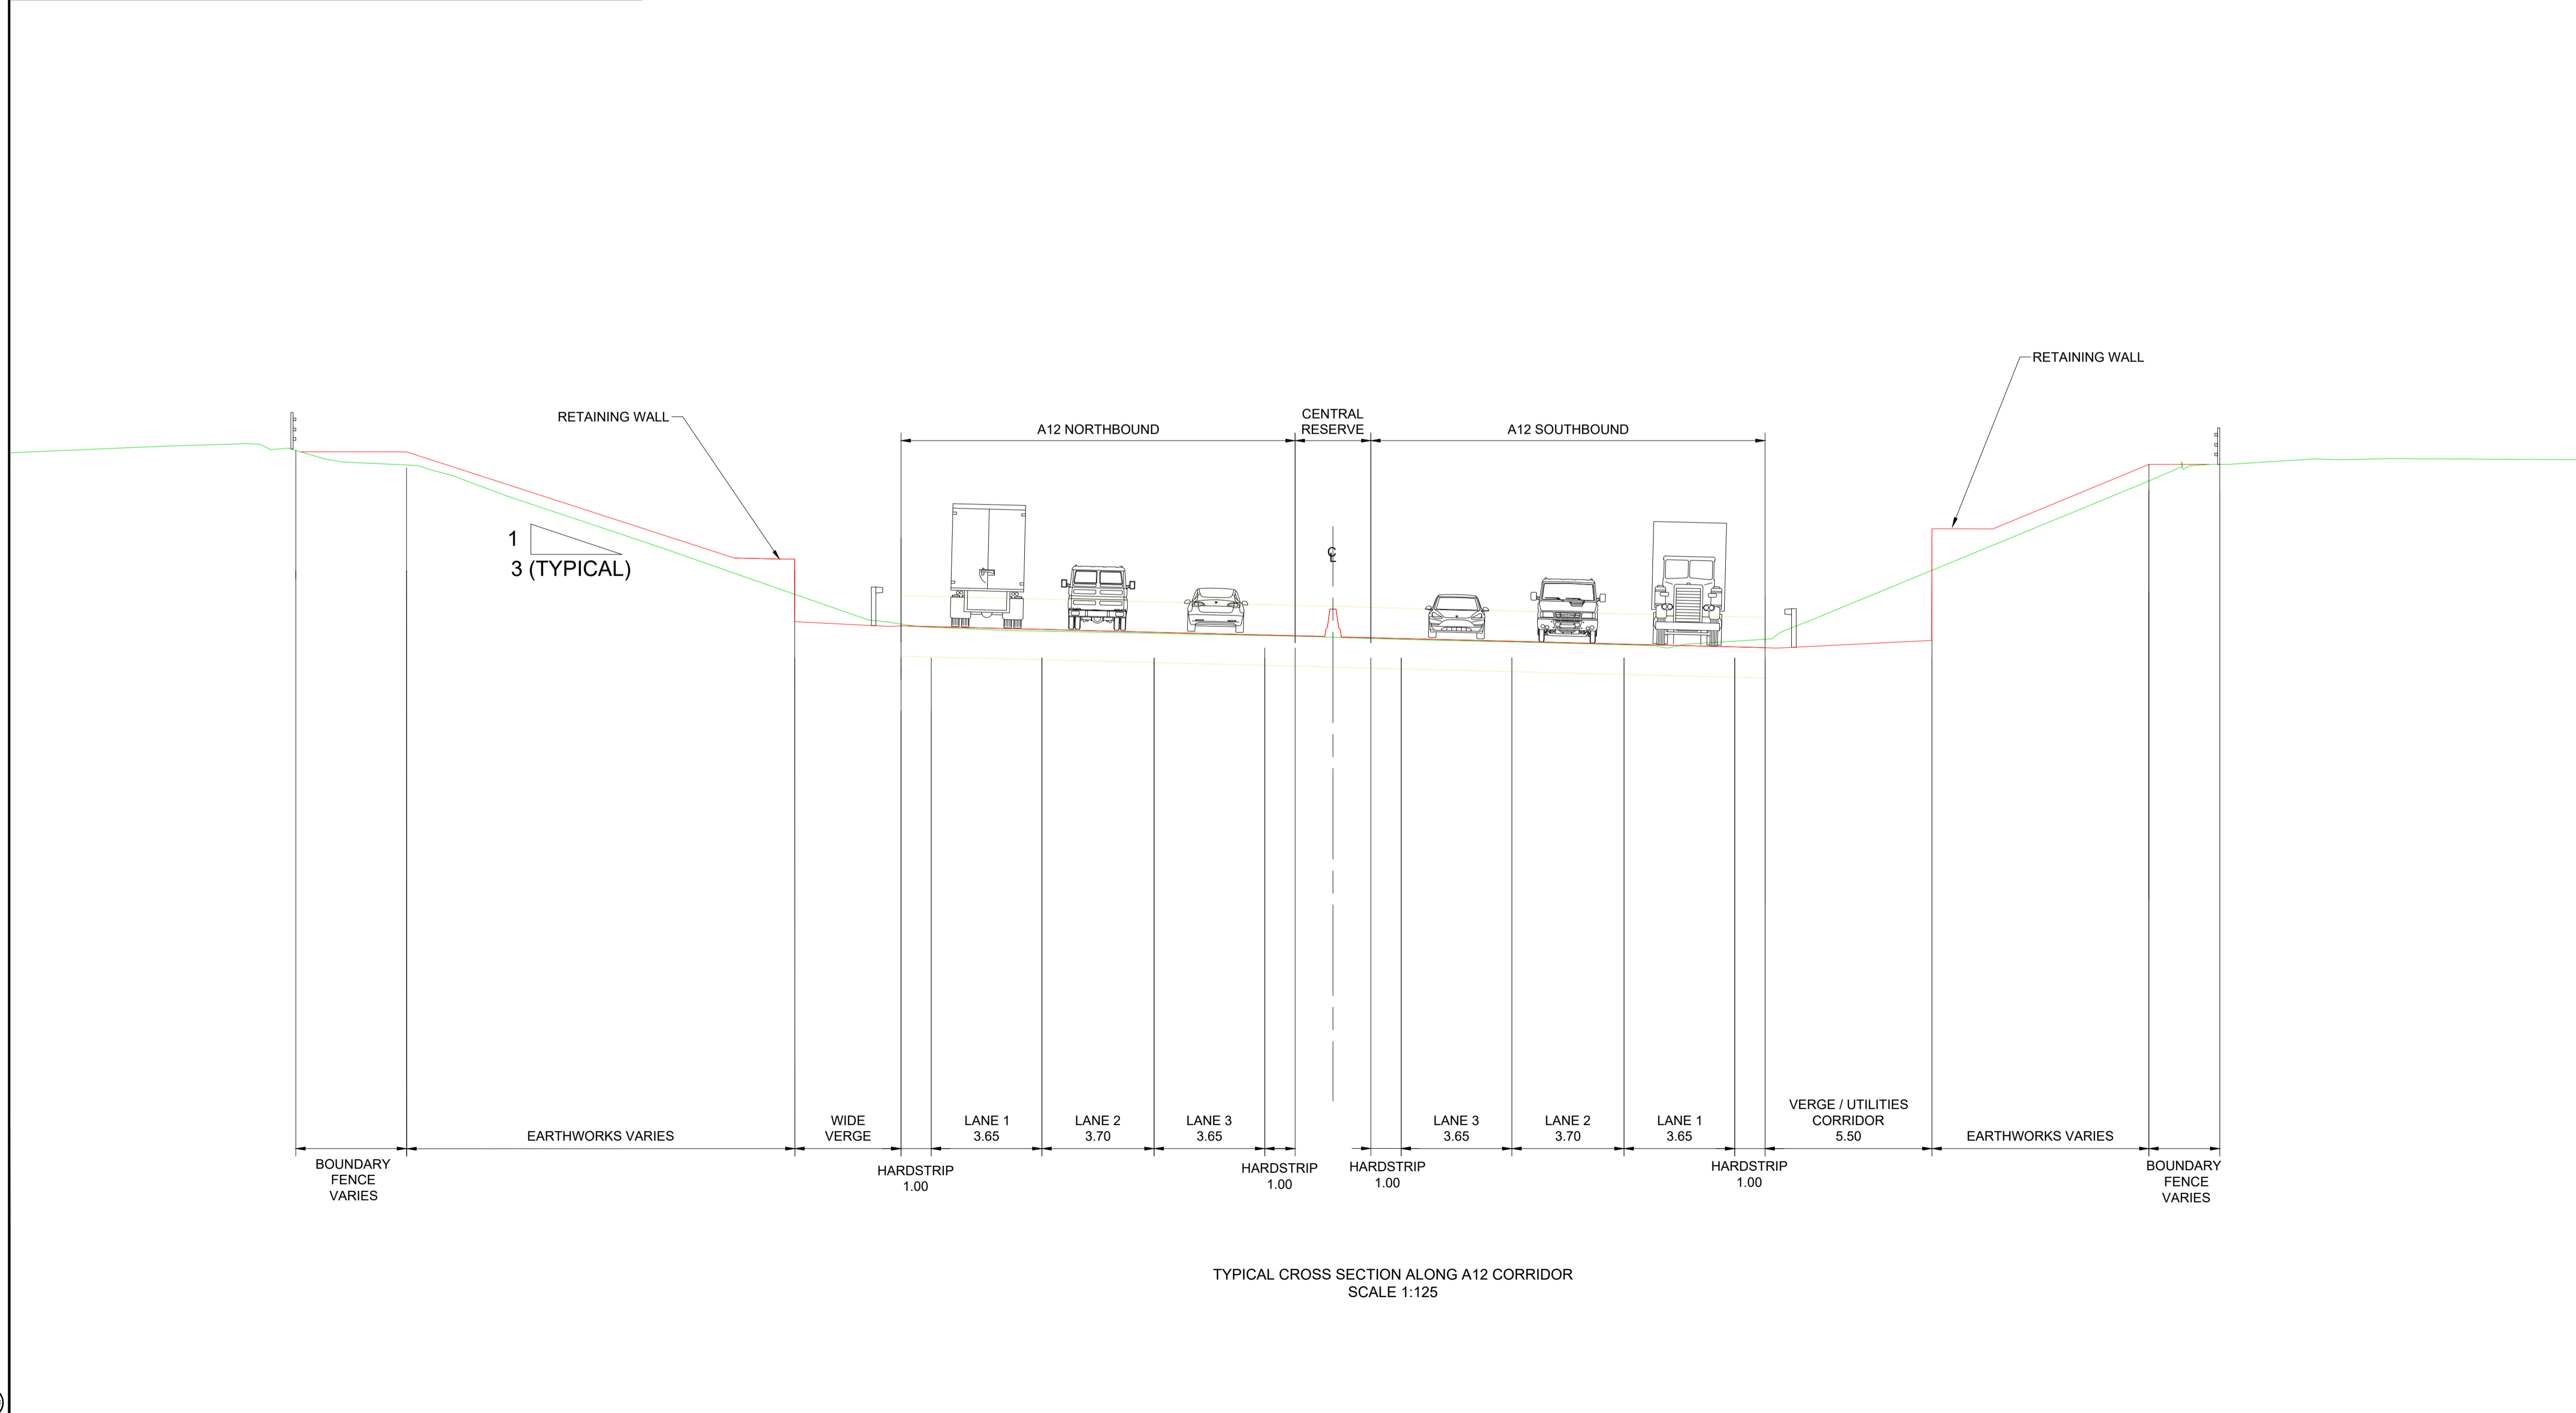 RETAINING WALL
RETAINING WALL
CENTRAL
RESERVE
A12 NORTHBOUND
A12 SOUTHBOUND
CL
1
3 (TYPICAL)
EARTHWORKS VARIES
WIDE
VERGE
LANE 1
3.65
LANE 2
3.70
LANE 3
3.65
LANE 3
3.65
LANE 2
3.70
LANE 1
3.65
VERGE / UTILITIES
CORRIDOR
5.50
EARTHWORKS VARIES
BOUNDARY
FENCE
VARIES
HARDSTRIP
1.00
HARDSTRIP
1.00
HARDSTRIP
1.00
HARDSTRIP
1.00
BOUNDARY
FENCE
VARIES
TYPICAL CROSS SECTION ALONG A12 CORRIDOR
SCALE 1:125